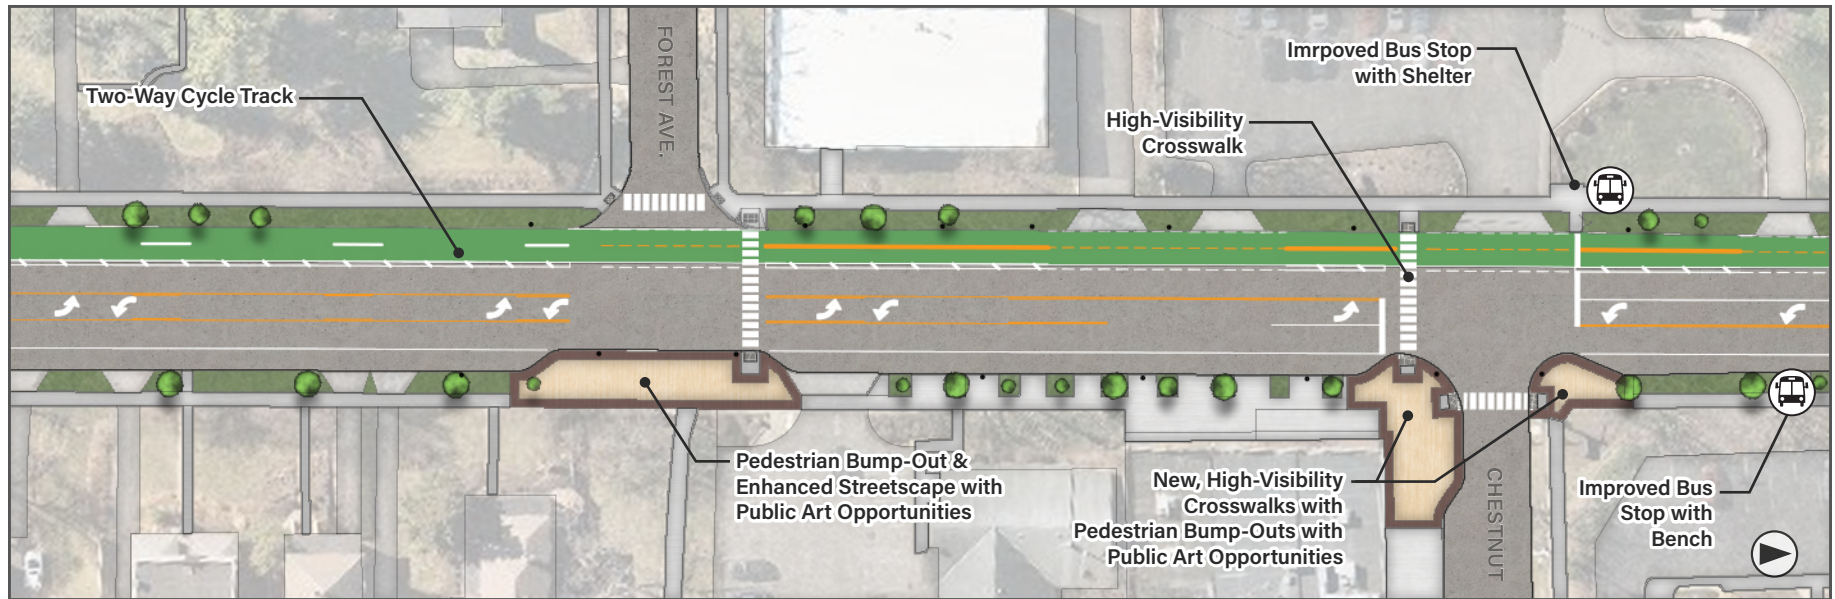 FOREST AVE.
Imrpoved Bus Stop
with Shelter
Two-Way Cycle Track
High-Visibility
Crosswalk
Pedestrian Bump-Out &
Enhanced Streetscape with
Public Art Opportunities
New, High-Visibility
Crosswalks with
Pedestrian Bump-Outs with
Public Art Opportunities
CHESTNUT
Improved Bus
Stop with
Bench